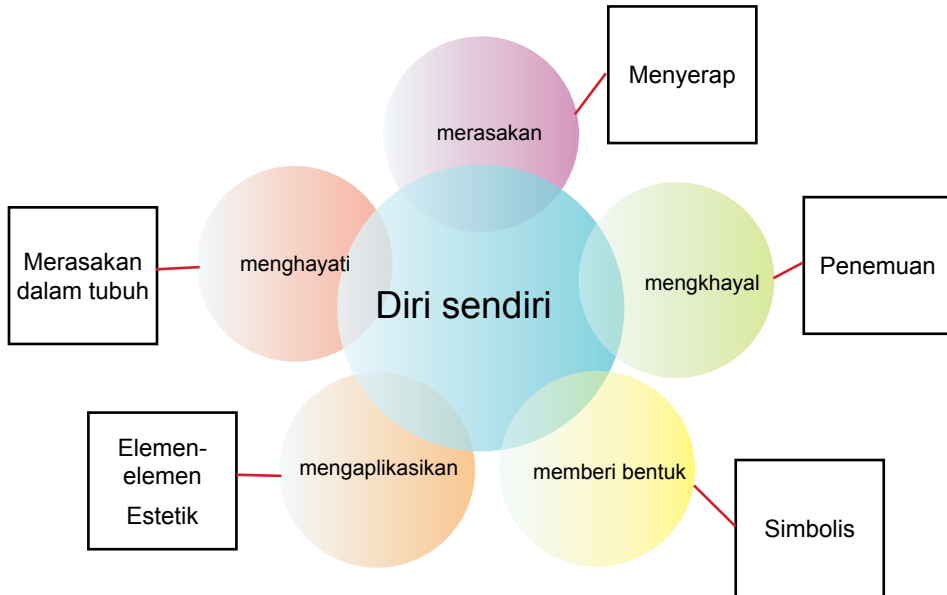 Menyerap
merasakan
Merasakan
dalam tubuh
menghayati
Diri sendiri
mengkhayal
Penemuan
Elemen-
elemen
Estetik
mengaplikasikan
memberi bentuk
Simbolis